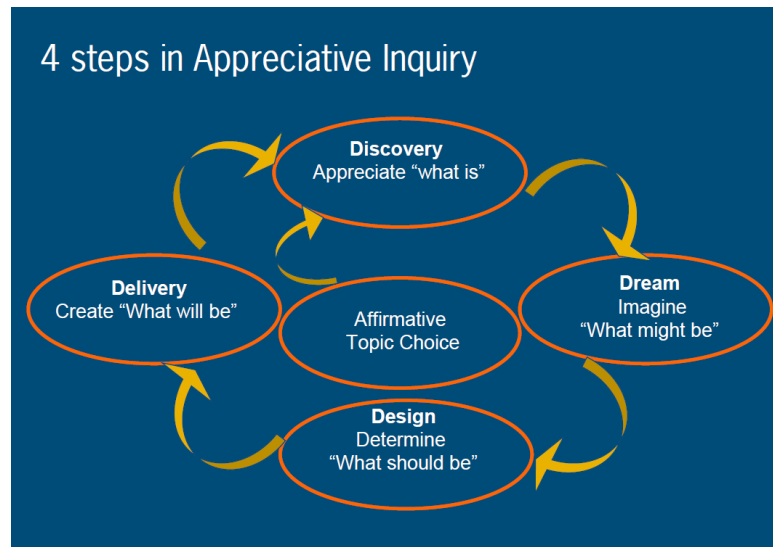 4 steps in Appreciative Inquiry
Discovery
Appreciate “what is”
Delivery
Create “What will be”
Affirmative
Topic Choice
Dream
Imagine
“What might be”
Design
Determine
“What should be”